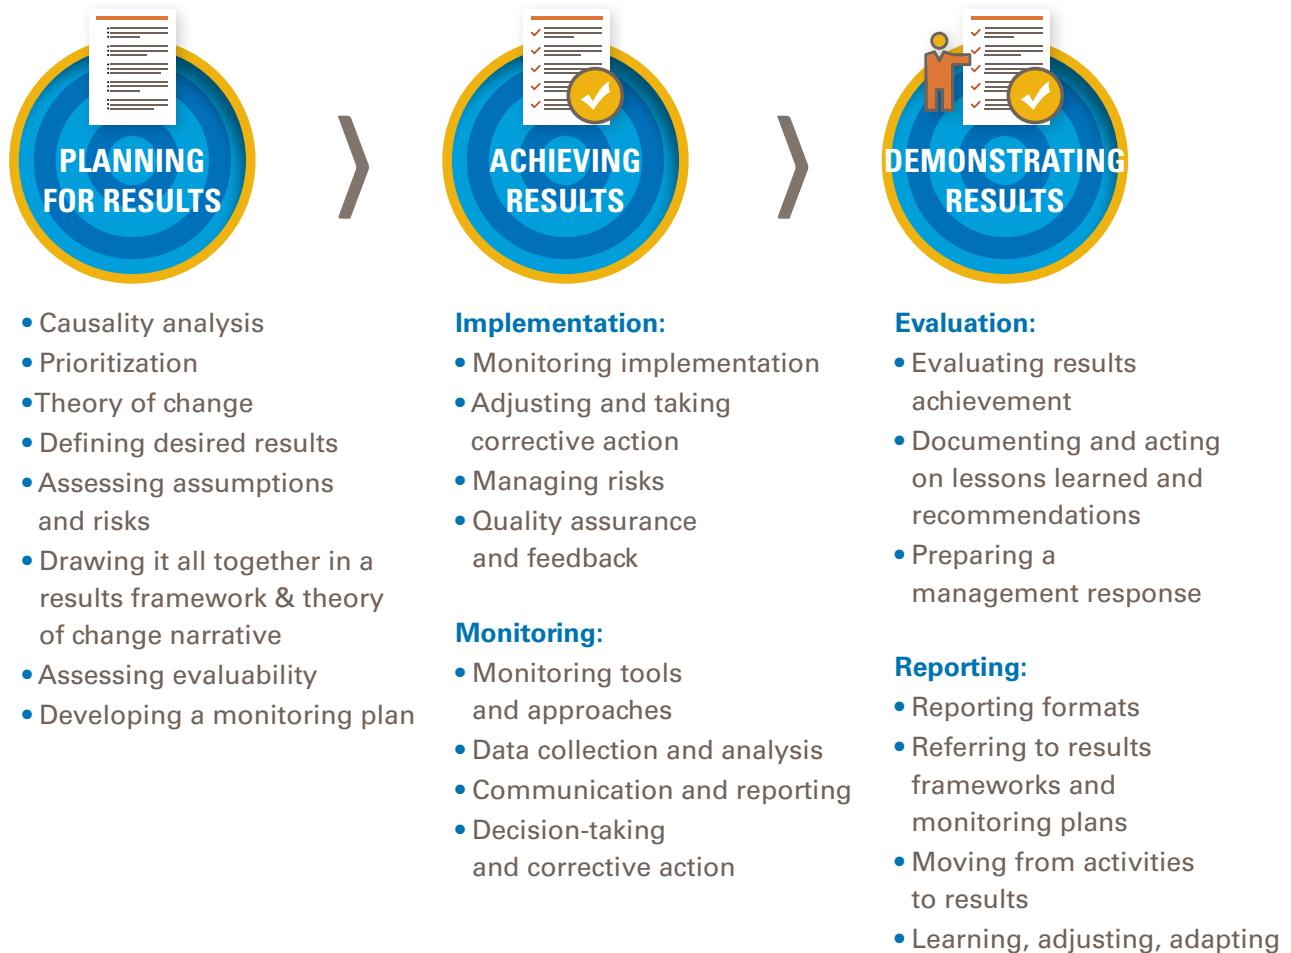 PLANNING
FOR RESULTS
• Causality analysis
• Prioritization
•Theory of change
• Defining desired results
• Assessing assumptions
and risks
• Drawing it all together in a
results framework & theory
of change narrative
• Assessing evaluability
• Developing a monitoring plan
ACHIEVING
RESULTS
Implementation:
• Monitoring implementation
• Adjusting and taking
corrective action
• Managing risks
• Quality assurance
and feedback
Monitoring:
• Monitoring tools
and approaches
• Data collection and analysis
• Communication and reporting
• Decision-taking
and corrective action
DEMONSTRATING
RESULTS
Evaluation:
• Evaluating results
achievement
• Documenting and acting
on lessons learned and
recommendations
• Preparing a
management response
Reporting:
• Reporting formats
• Referring to results
frameworks and
monitoring plans
• Moving from activities
to results
• Learning, adjusting, adapting